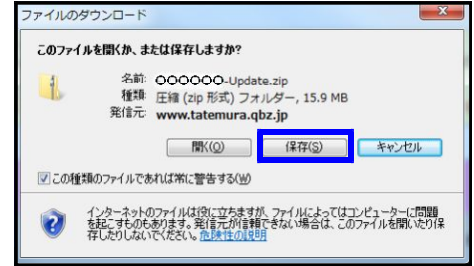 ファイルのダウンロード
このファイルを開くか、または保存しますか?
名前: OOOOOO-Update.zip
種類: 圧縮 (zip 形式) フォルダー, 15.9 MB
発信元: www.tatemura.qbz.jp
開く(O)
保存(S)
キャンセル
この種類のファイルであれば常に警告する(W)
インターネットのファイルは役に立ちますが、ファイルによってはコンピューターに問題
を起こすものもあります。発信元が信頼できない場合は、このファイルを開いたり保
存したりしないでください。危険性の説明